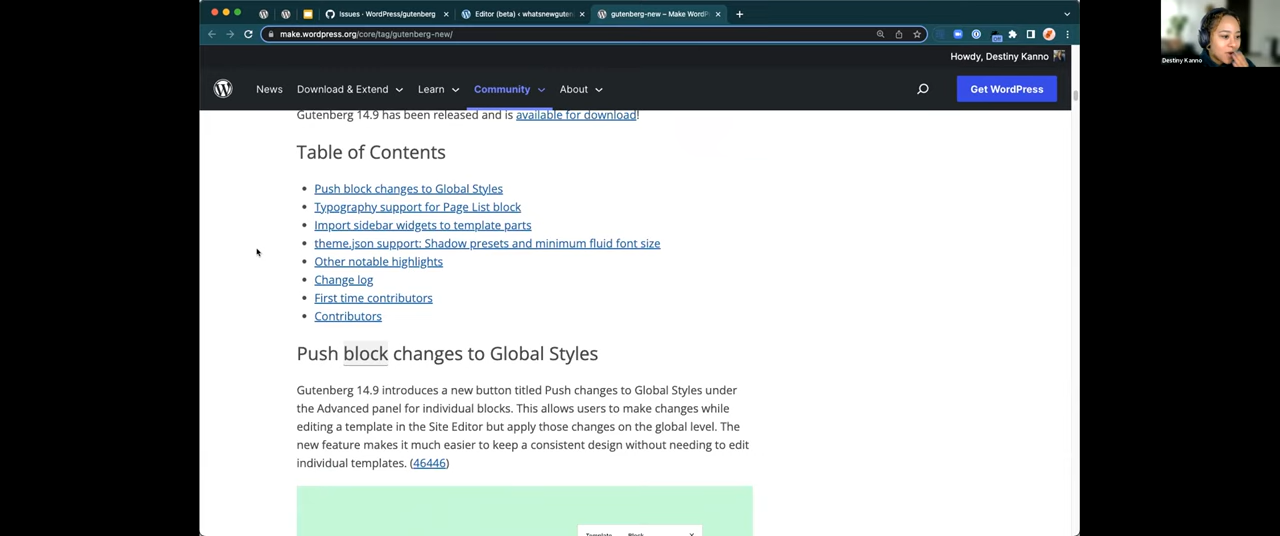 Issues · WordPress/gutenberg
Editor (beta) ‹ whatsnewguten
gutenberg-new – Make WordPr
make.wordpress.org/core/tag/gutenberg-new/
Off
Howdy, Destiny Kanno
News
Download & Extend
Learn
Community
About
Get WordPress
Gutenberg 14.9 has been released and is available for download!
Table of Contents
Push block changes to Global Styles
Typography support for Page List block
Import sidebar widgets to template parts
theme.json support: Shadow presets and minimum fluid font size
Other notable highlights
Change log
First time contributors
Contributors
Push block changes to Global Styles
Gutenberg 14.9 introduces a new button titled Push changes to Global Styles under
the Advanced panel for individual blocks. This allows users to make changes while
editing a template in the Site Editor but apply those changes on the global level. The
new feature makes it much easier to keep a consistent design without needing to edit
individual templates. (46446)
Template Block
Destiny Kanno